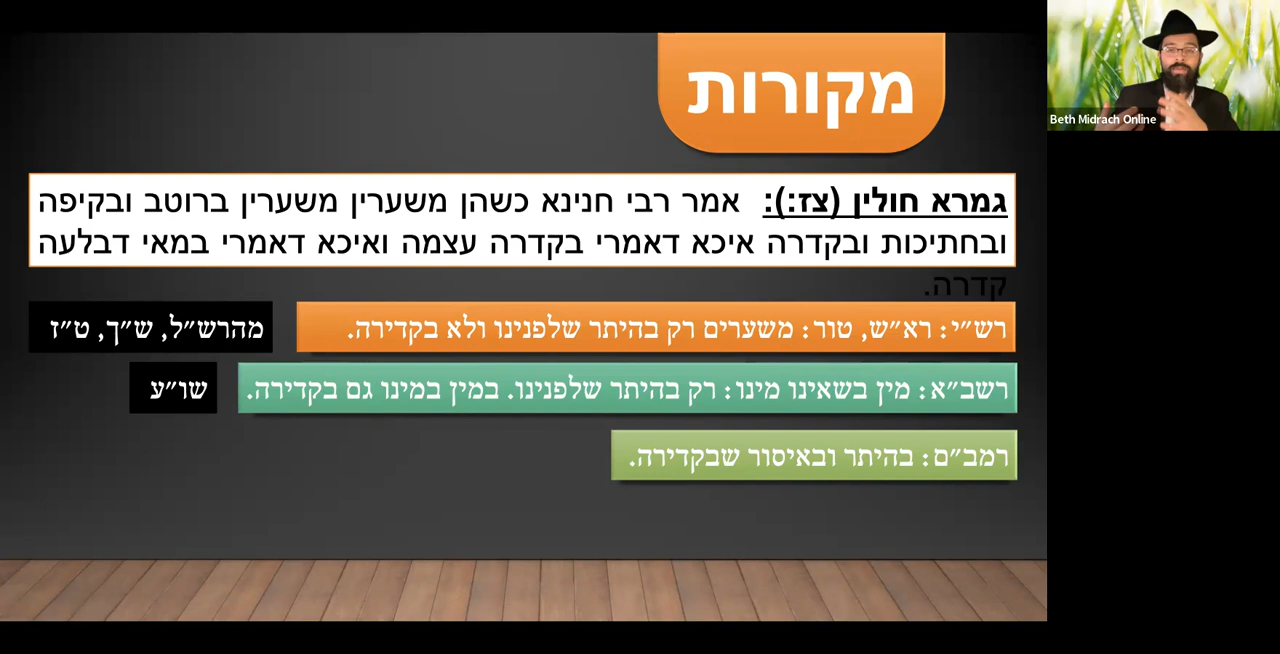 מקורות
Beth Midrach Online
גמרא חולין (צז:): אמר רבי חנינא כשהן משערין משערין ברוטב ובקיפה
ובחתיכות ובקדרה איכא דאמרי בקדרה עצמה ואיכא דאמרי במאי דבלעה
קדרה.
רש״י: רא״ש, טור: משערים רק בהיתר שלפנינו ולא בקדירה.
מהרש״ל, ש״ך, ט״ז
רשב״א: מין בשאינו מינו: רק בהיתר שלפנינו. במין במינו גם בקדירה.
שו״ע
רמב״ם: בהיתר ובאיסור שבקדירה.